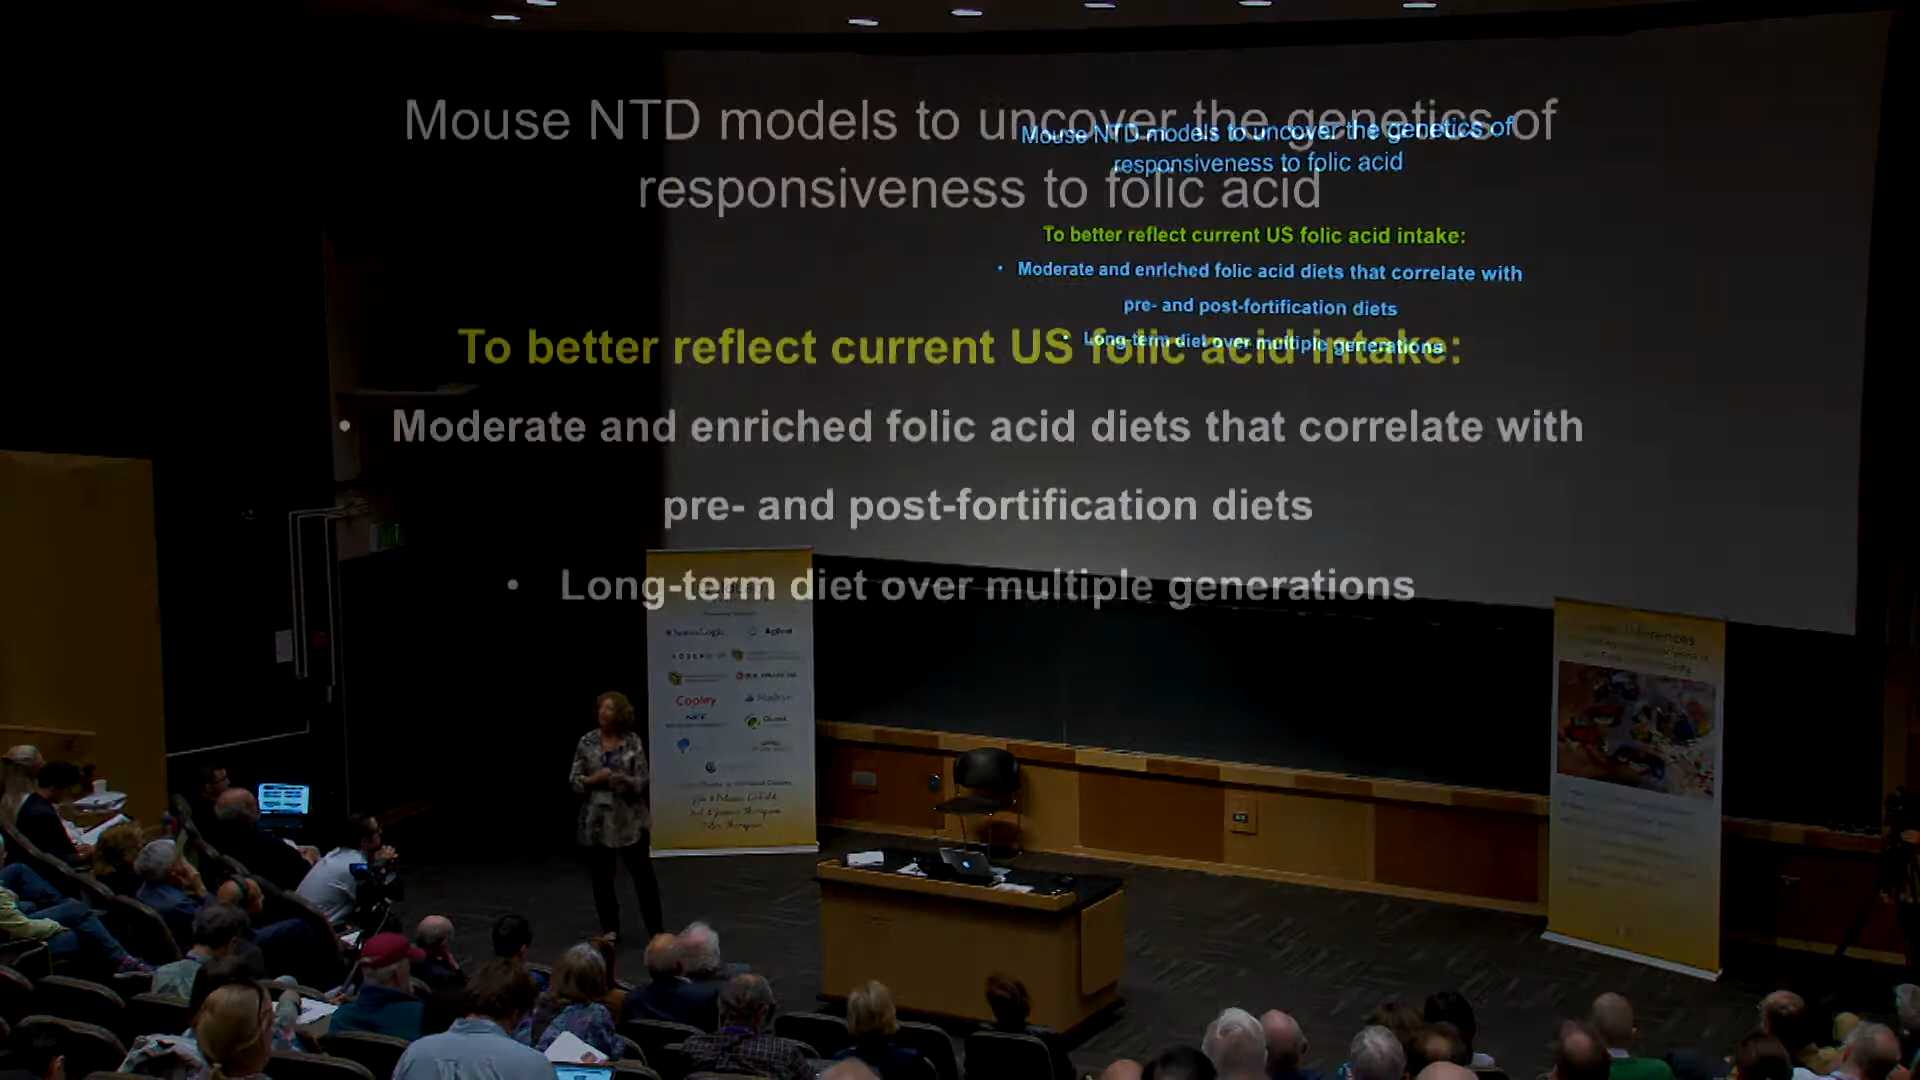 Mouse NTD models to uncover the genetics of
responsiveness to folic acid
To better reflect current US folic acid intake:
• Moderate and enriched folic acid diets that correlate with
pre- and post-fortification diets
• Long-term diet over multiple generations
Mouse NTD models to uncover the genetics of
responsiveness to folic acid
To better reflect current US folic acid intake:
• Moderate and enriched folic acid diets that correlate with
pre- and post-fortification diets
• Long-term diet over multiple generations
SomaLogic Agilent
Cooley